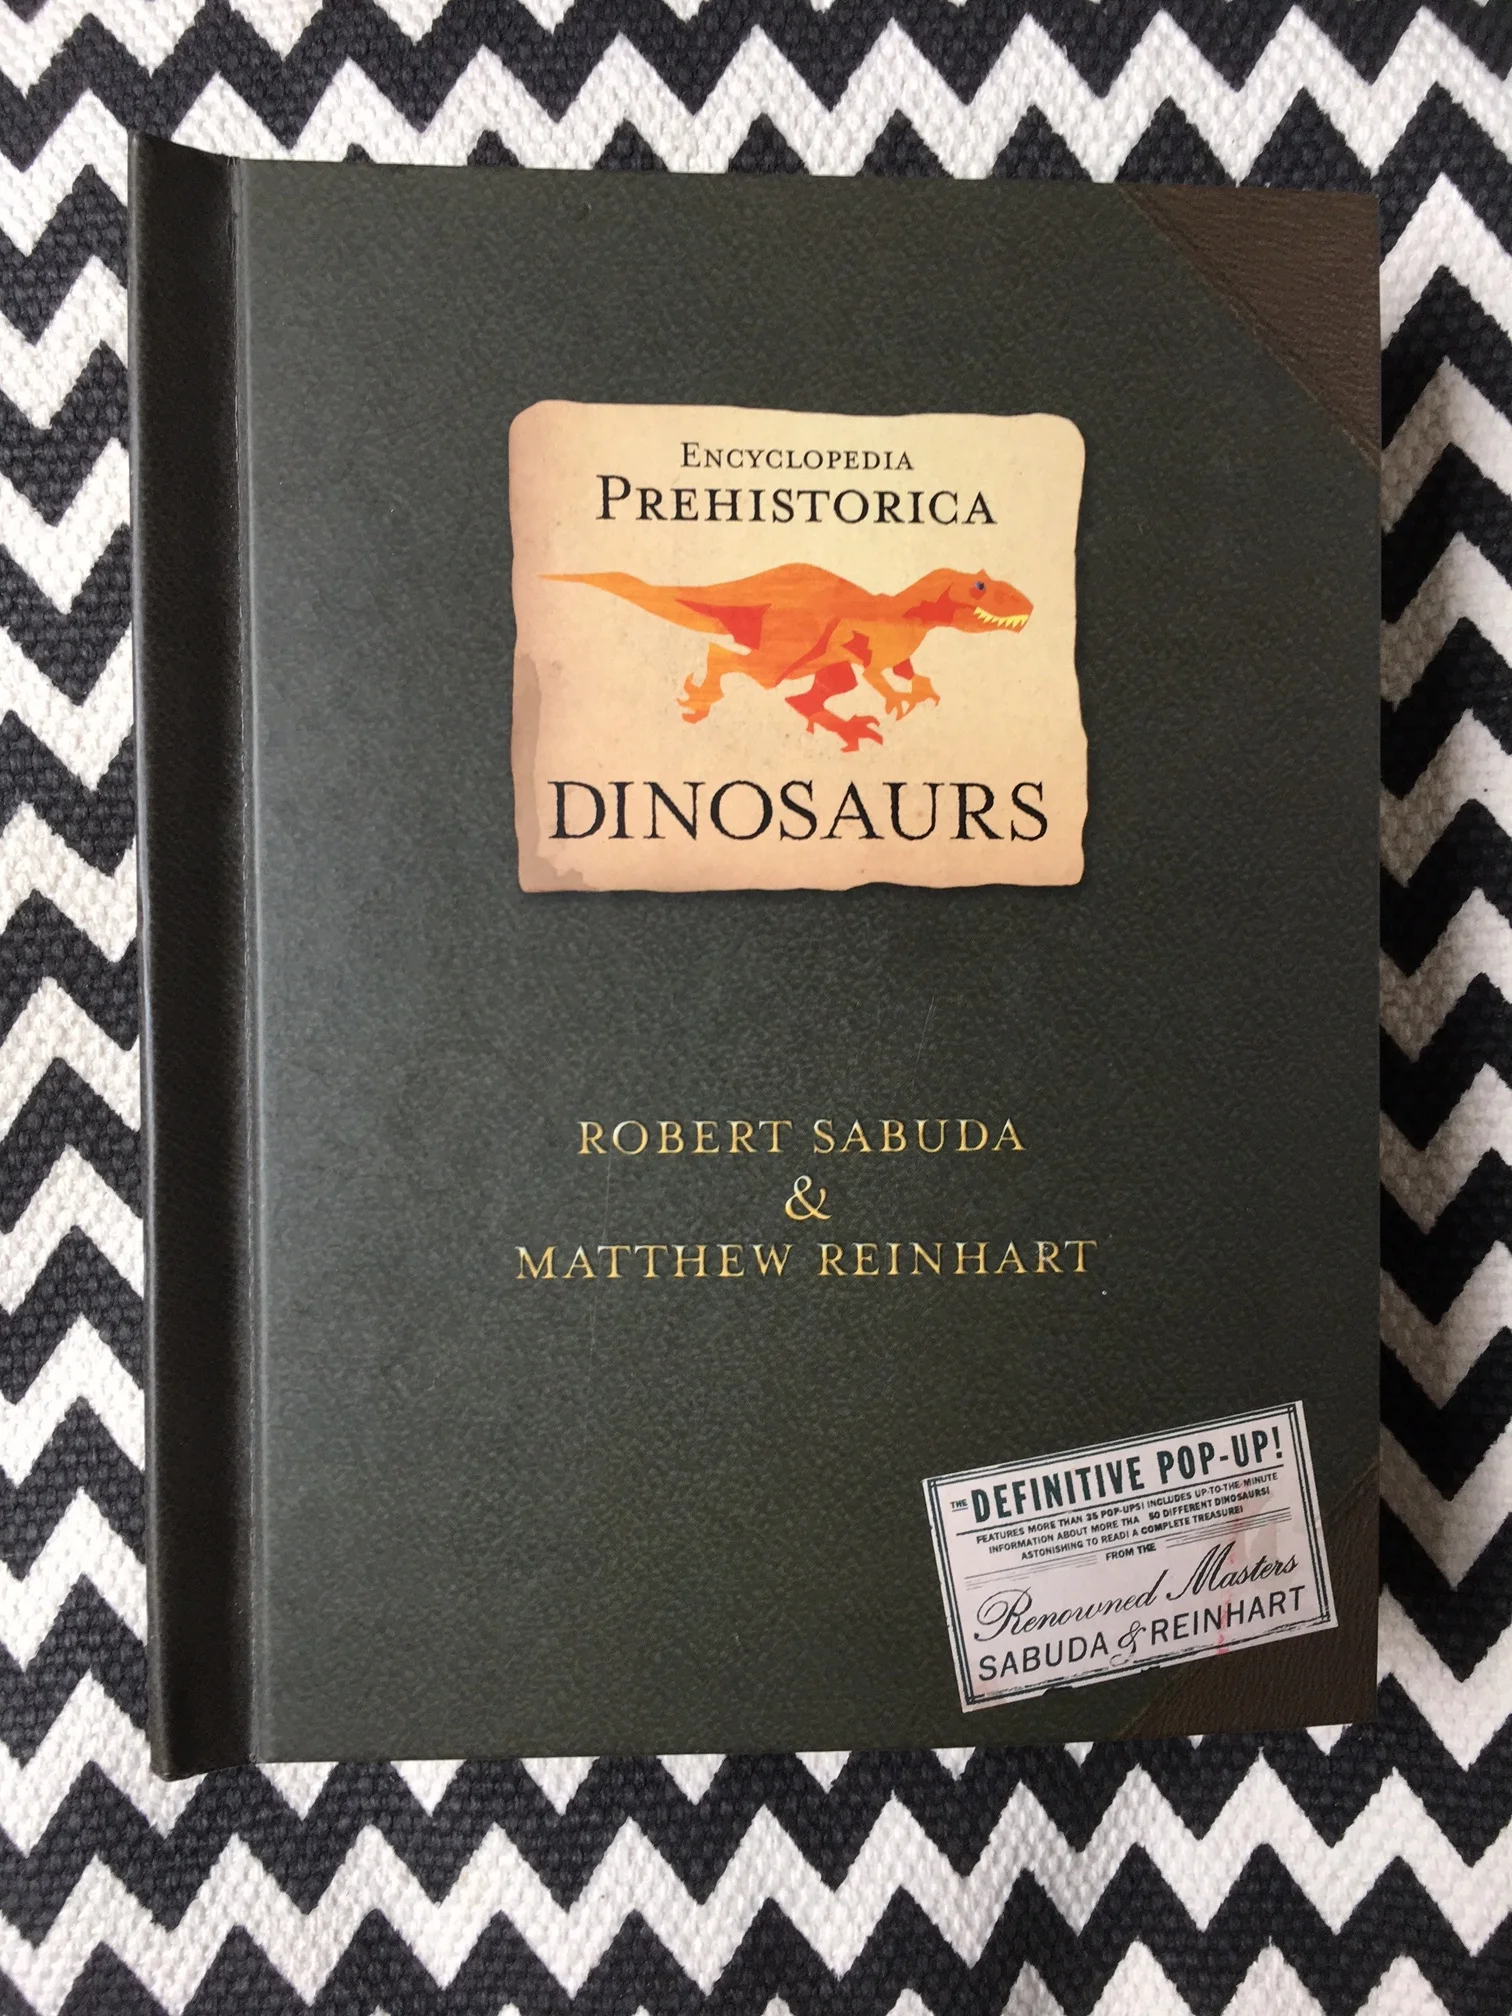 ENCYCLOPEDIA
PREHISTORICA
DINOSAURS
ROBERT SABUDA
&
MATTHEW REINHART
THE DEFINITIVE POP-UP!
FEATURES MORE THAN 35 POP-UPS! INCLUDES UP-TO-THE-MINUTE
INFORMATION ABOUT MORE THA 50 DIFFERENT DINOSAURS!
ASTONISHING TO READ! A COMPLETE TREASURE!
FROM THE
Renowned Masters
SABUDA & REINHART